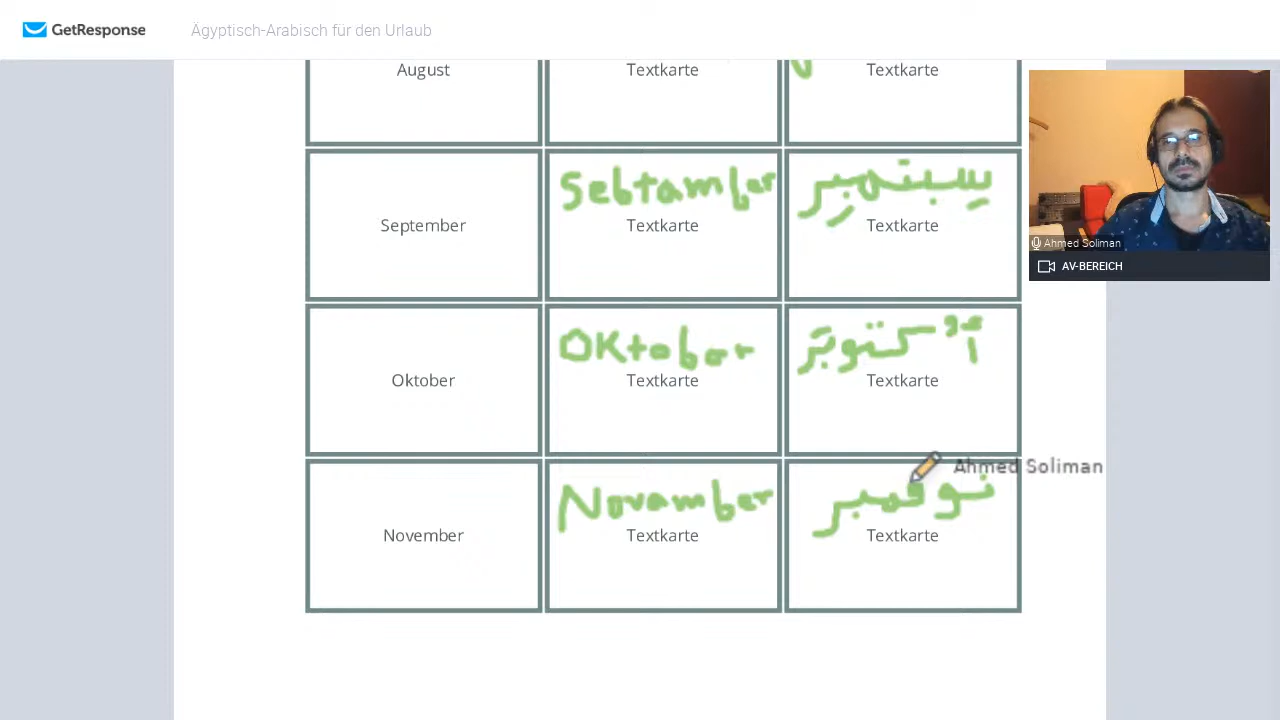 GetResponse Ägyptisch-Arabisch für den Urlaub
August Textkarte Textkarte
Sebtamber سبتمبر
September Textkarte Textkarte
Ahmed Soliman
AV-BEREICH
Oktober أكتوبر
Oktober Textkarte Textkarte
Ahmed Soliman
Novamber نوفمبر
November Textkarte Textkarte